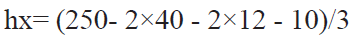 hx= (250- 2×40 - 2×12 - 10)/3